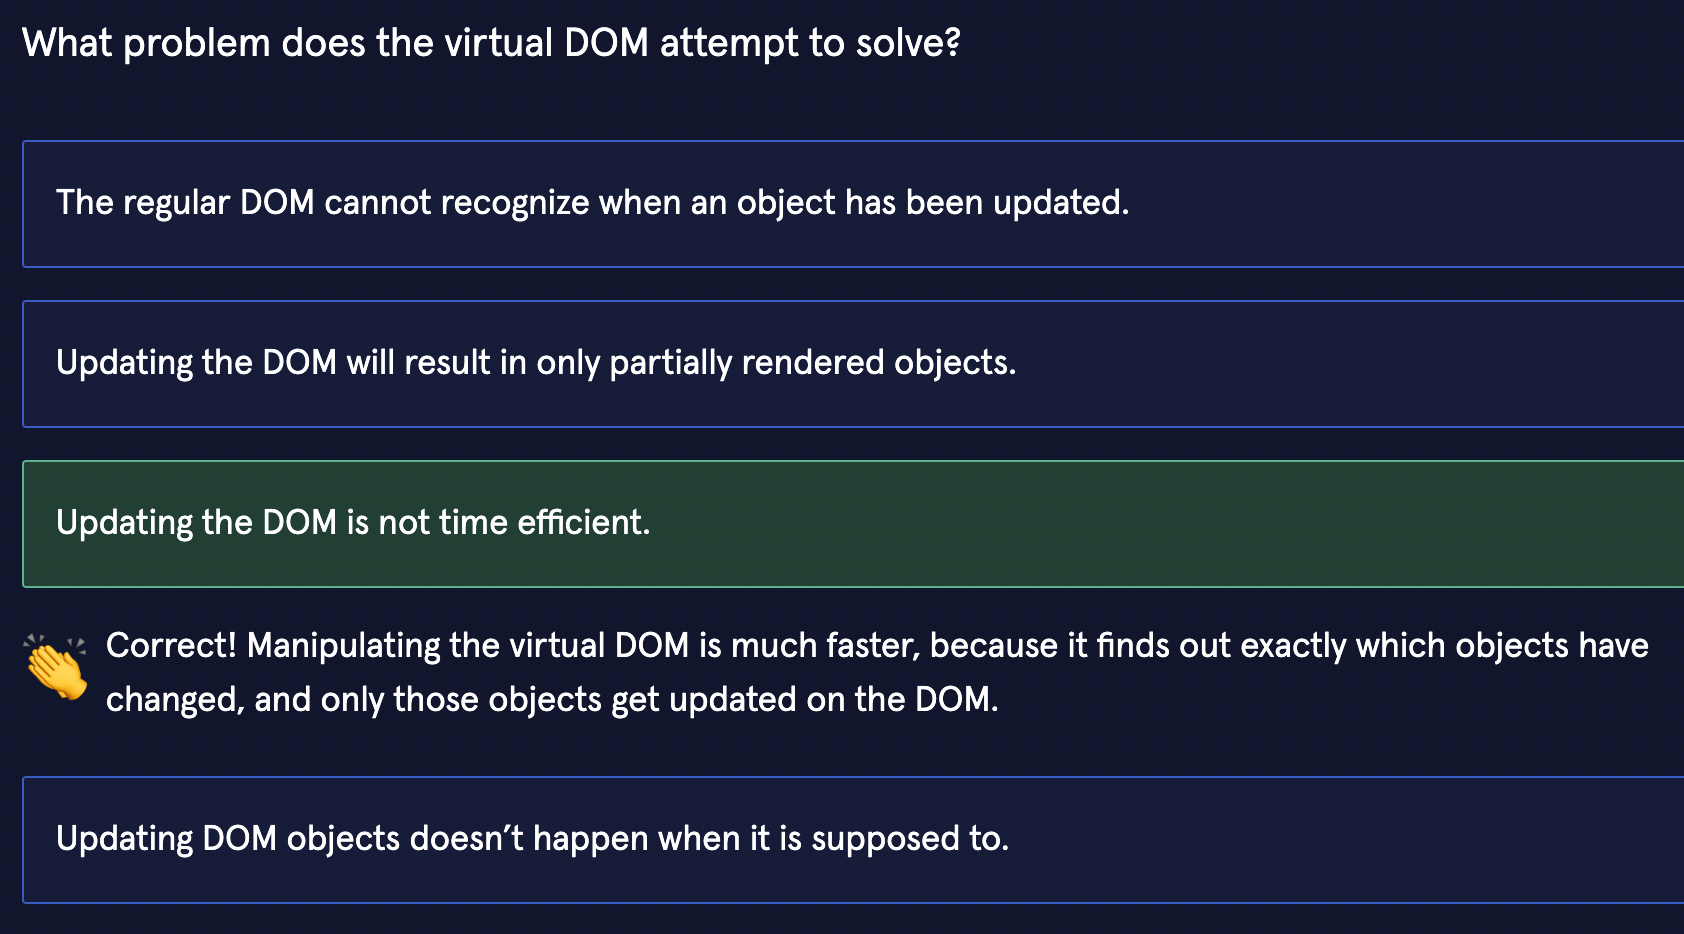 What problem does the virtual DOM attempt to solve?
The regular DOM cannot recognize when an object has been updated.
Updating the DOM will result in only partially rendered objects.
Updating the DOM is not time efficient.
Correct! Manipulating the virtual DOM is much faster, because it finds out exactly which objects have
changed, and only those objects get updated on the DOM.
Updating DOM objects doesn’t happen when it is supposed to.